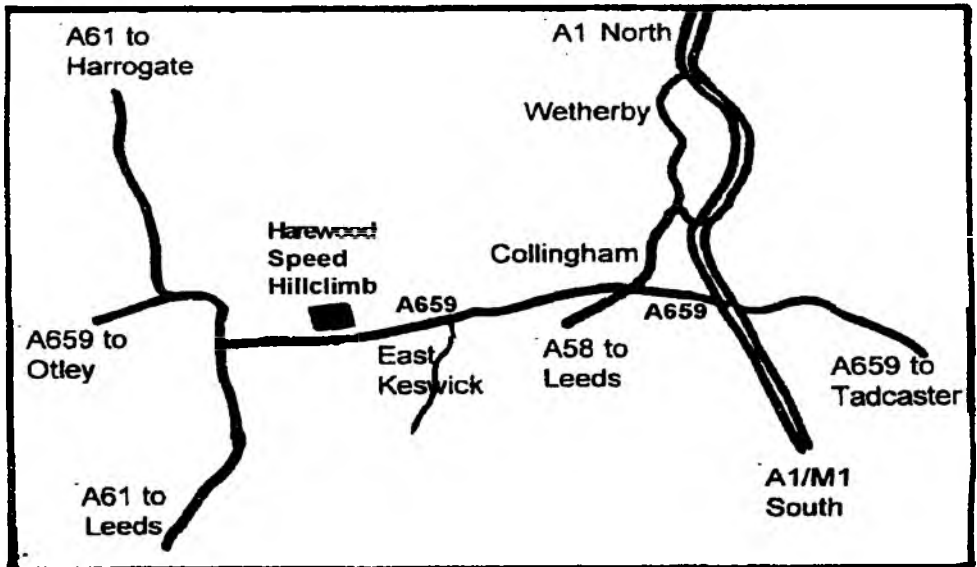 A61 to
Harrogate
A1 North
Wetherby
Harewood
Speed
Hillclimb
Collingham
A659
A659
A659 to
Otley
East
Keswick
A58 to
Leeds
A659 to
Tadcaster
A61 to
Leeds
A1/M1
South